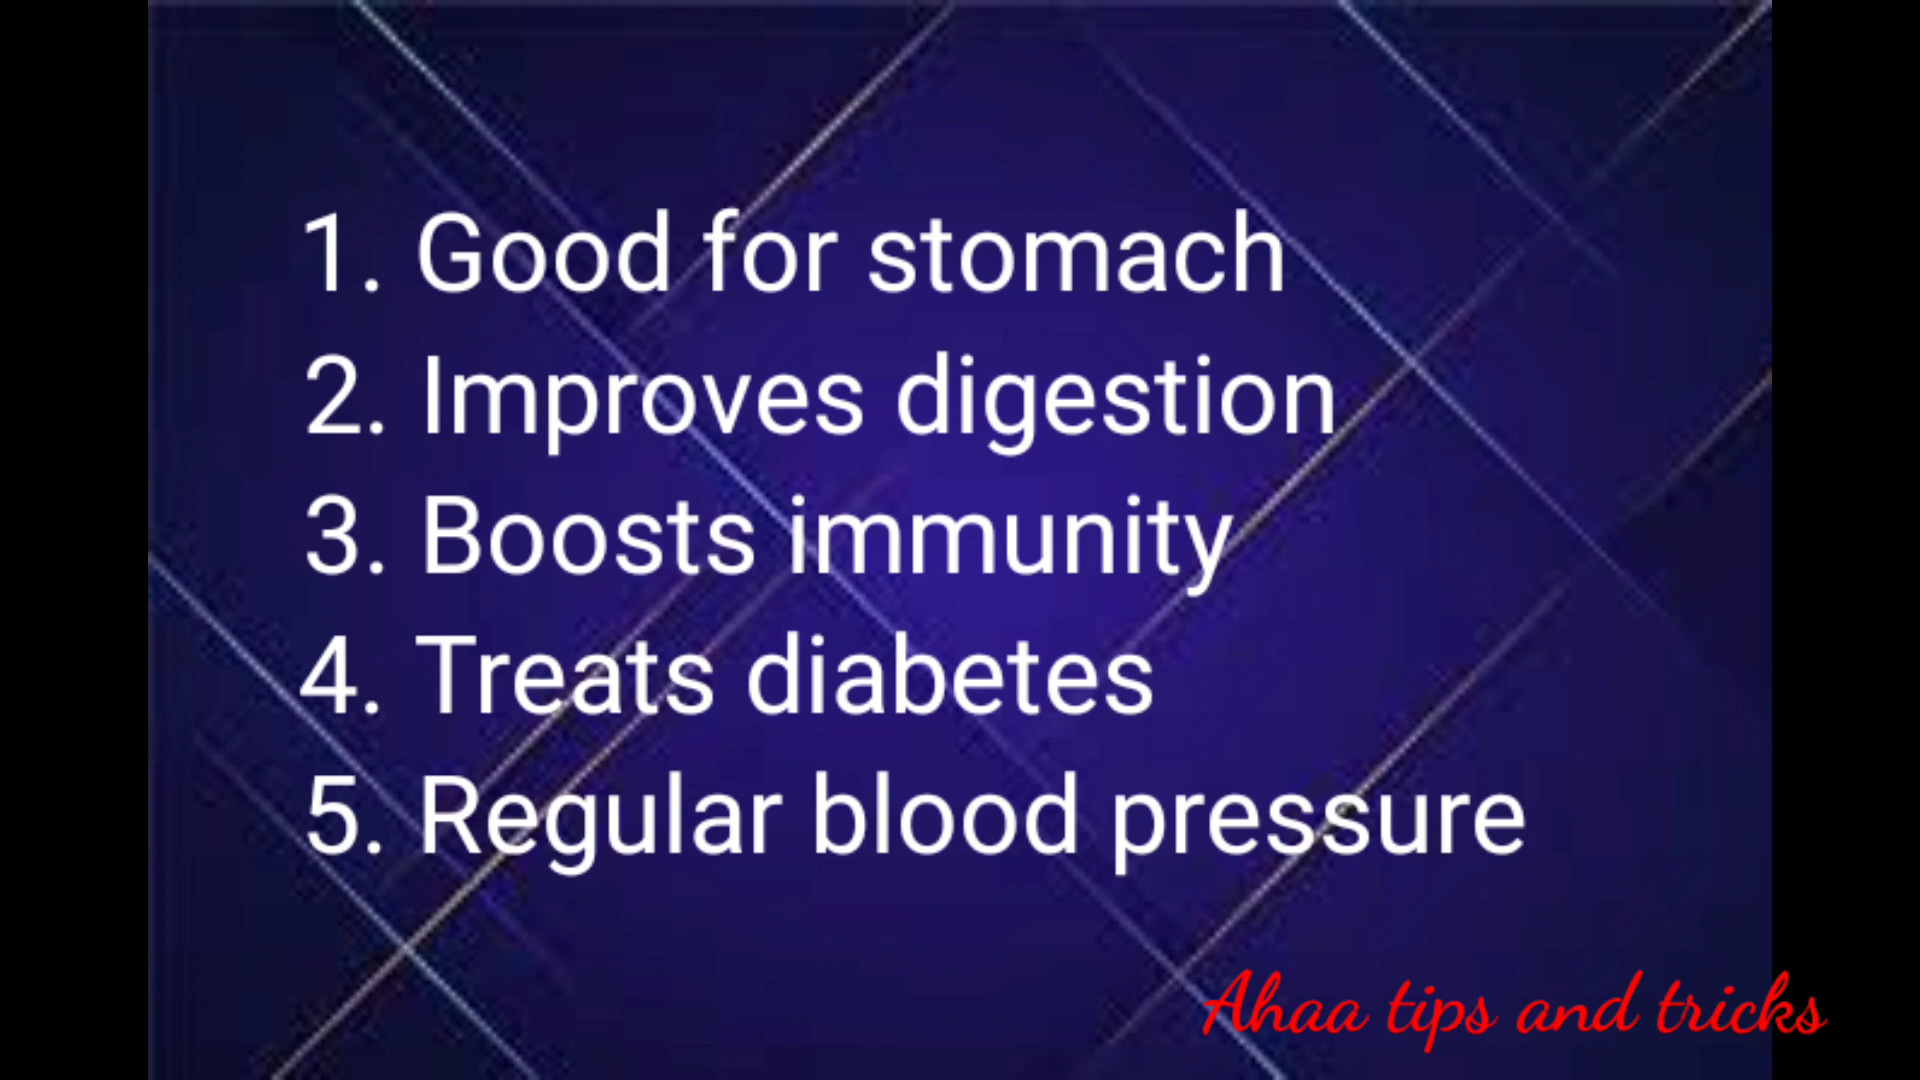 1. Good for stomach
2. Improves digestion
3. Boosts immunity
4. Treats diabetes
5. Regular blood pressure
Ahaa tips and tricks